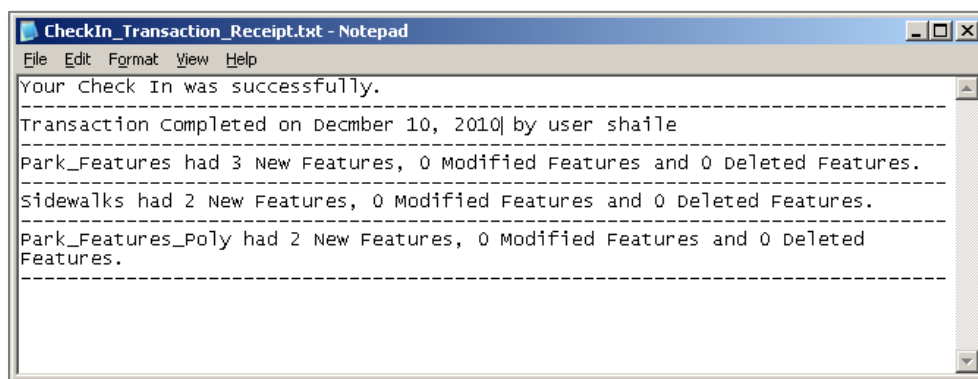 CheckIn_Transaction_Receipt.txt - Notepad
File Edit Format View Help
Your Check In was successfully.
--------------------------------------------------------------------------
Transaction Completed on Decmber 10, 2010 by user shaile
--------------------------------------------------------------------------
Park_Features had 3 New Features, 0 Modified Features and 0 Deleted Features.
--------------------------------------------------------------------------
Sidewalks had 2 New Features, 0 Modified Features and 0 Deleted Features.
--------------------------------------------------------------------------
Park_Features_Poly had 2 New Features, 0 Modified Features and 0 Deleted
Features.
--------------------------------------------------------------------------